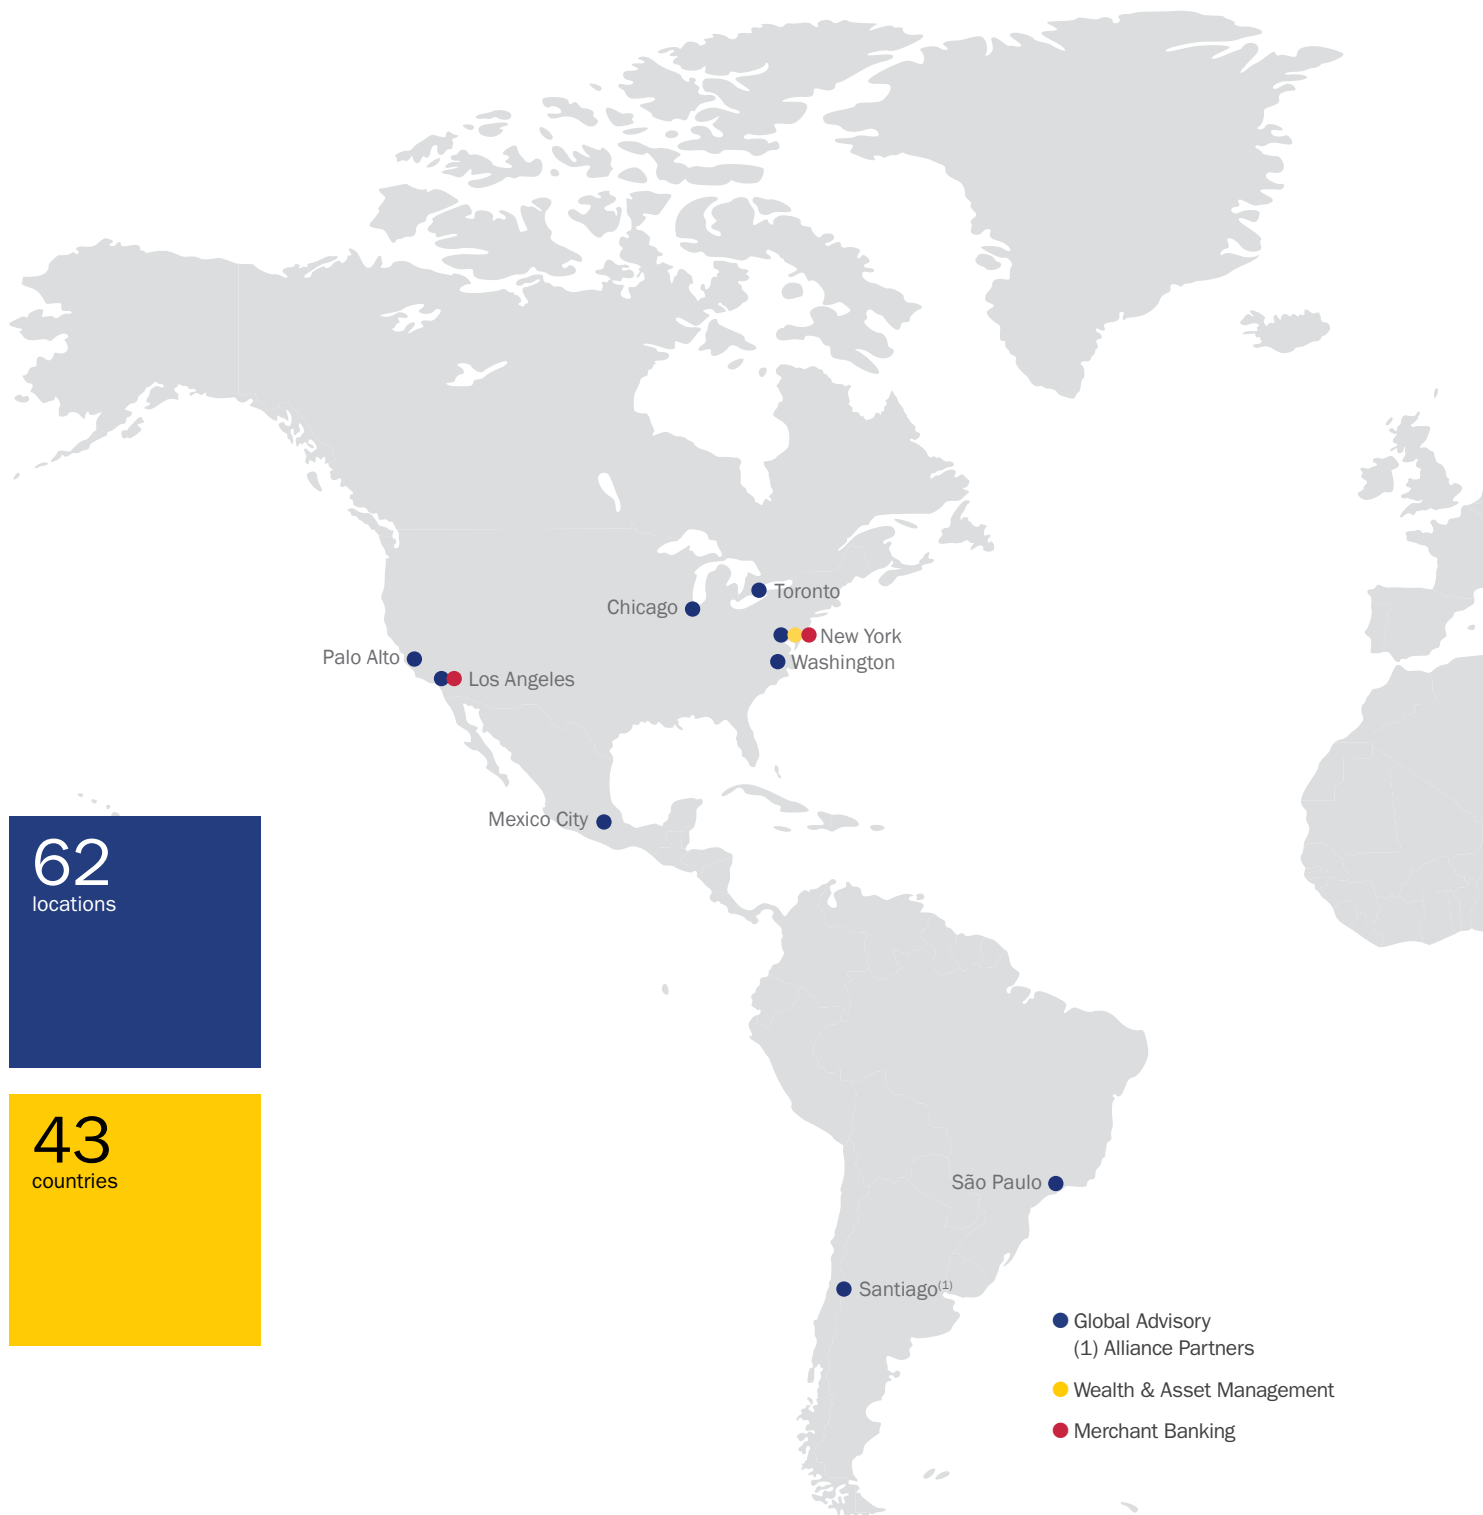 Toronto
Chicago
New York
Palo Alto
Washington
Los Angeles
Mexico City
62
locations
43
countries
São Paulo
Santiago(1)
Global Advisory
(1) Alliance Partners
Wealth & Asset Management
Merchant Banking